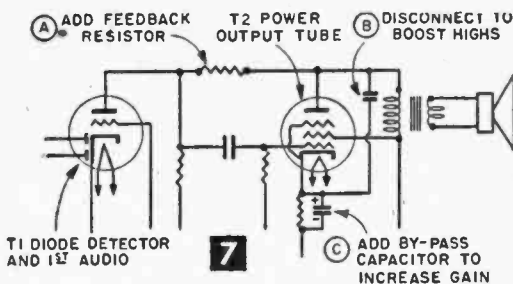 A ADD FEEDBACK
RESISTOR
T2 POWER
OUTPUT TUBE
B DISCONNECT TO
BOOST HIGHS
T1 DIODE DETECTOR
AND 1ST AUDIO
7
+
-
C ADD BY-PASS
CAPACITOR TO
INCREASE GAIN